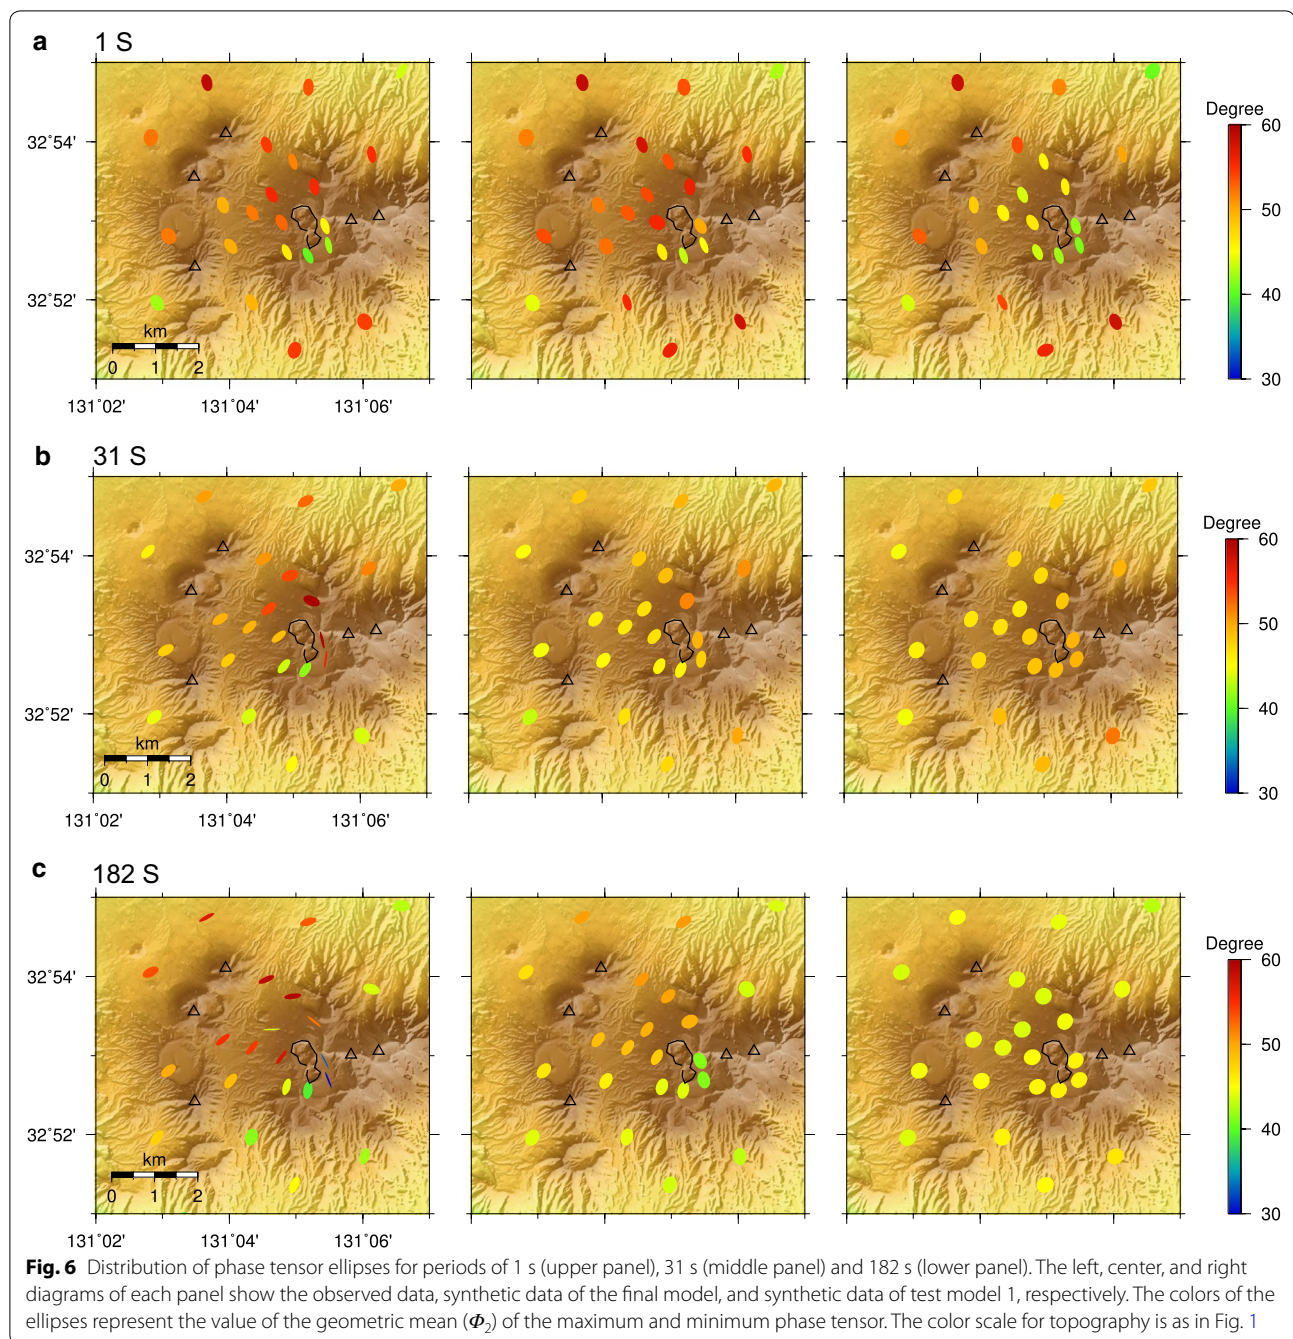 a
1 S
Degree
60
50
40
30
32°54'
32°52'
km
0 1 2
131°02' 131°04' 131°06'
b
31 S
Degree
60
50
40
30
32°54'
32°52'
km
0 1 2
131°02' 131°04' 131°06'
c
182 S
Degree
60
50
40
30
32°54'
32°52'
km
0 1 2
131°02' 131°04' 131°06'
Fig. 6 Distribution of phase tensor ellipses for periods of 1 s (upper panel), 31 s (middle panel) and 182 s (lower panel). The left, center, and right
diagrams of each panel show the observed data, synthetic data of the final model, and synthetic data of test model 1, respectively. The colors of the
ellipses represent the value of the geometric mean (Φ₂) of the maximum and minimum phase tensor. The color scale for topography is as in Fig. 1